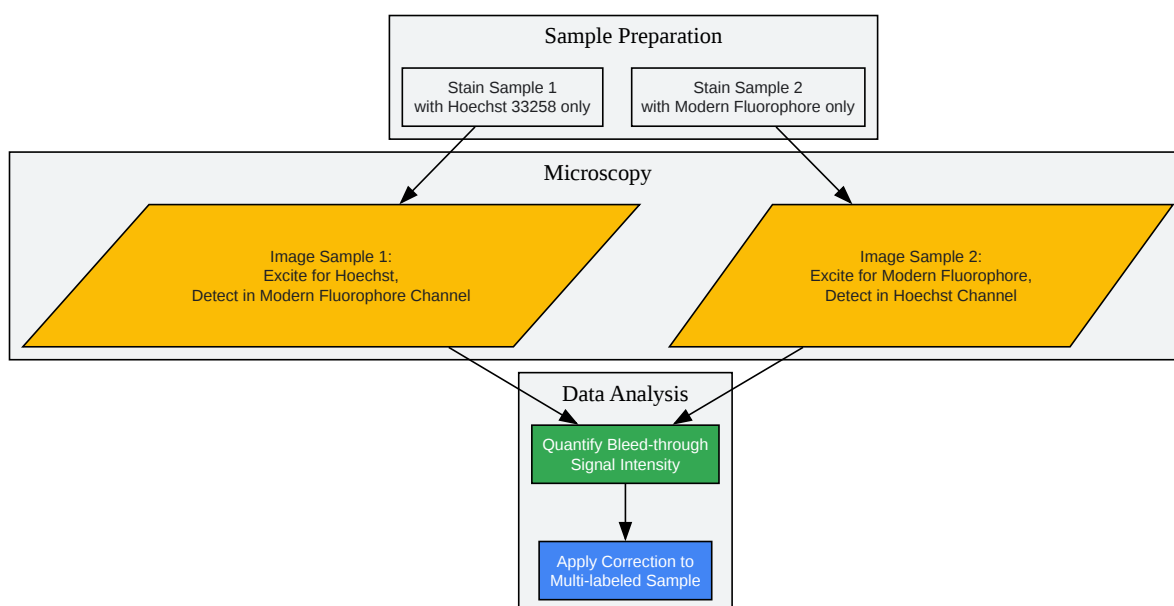 Sample Preparation
Stain Sample 1
with Hoechst 33258 only
Stain Sample 2
with Modern Fluorophore only
Microscopy
Image Sample 1:
Excite for Hoechst,
Detect in Modern Fluorophore Channel
Image Sample 2:
Excite for Modern Fluorophore,
Detect in Hoechst Channel
Data Analysis
Quantify Bleed-through
Signal Intensity
Apply Correction to
Multi-labeled Sample